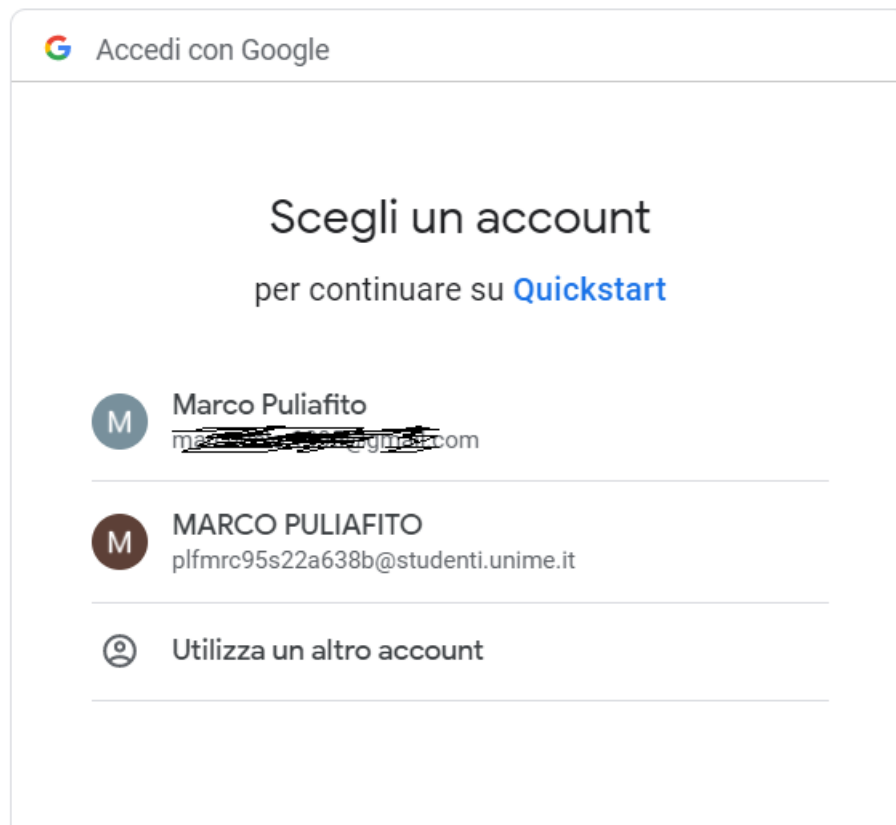 Accedi con Google
Scegli un account
per continuare su Quickstart
Marco Puliafito
MARCO PULIAFITO
plfmrc95s22a638b@studenti.unime.it
Utilizza un altro account